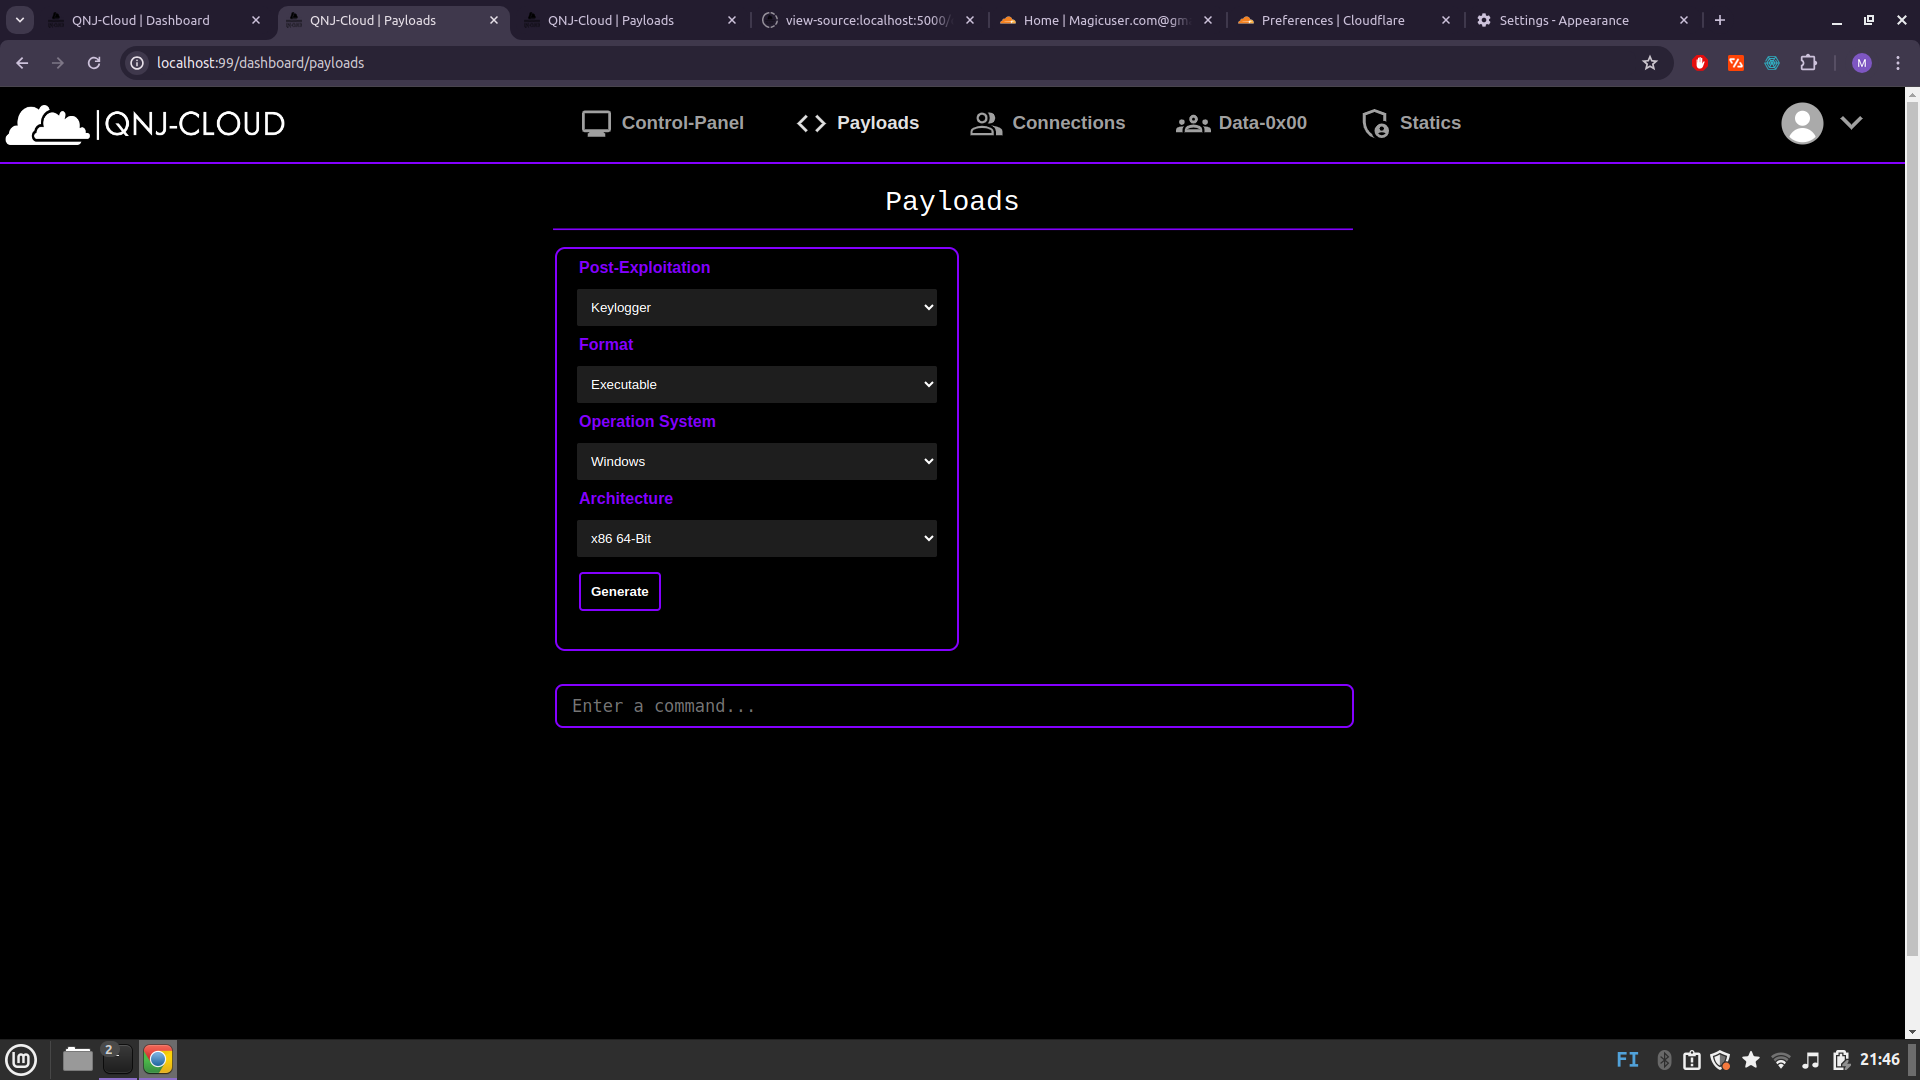 QNJ-Cloud | Dashboard
QNJ-Cloud | Payloads
QNJ-Cloud | Payloads
view-source:localhost:5000/
Home | Magicuser.com@gm
Preferences | Cloudflare
Settings - Appearance
localhost:99/dashboard/payloads
M
|QNJ-CLOUD
Control-Panel
Payloads
Connections
Data-0x00
Statics
Payloads
Post-Exploitation
Keylogger
Format
Executable
Operation System
Windows
Architecture
x86 64-Bit
Generate
Enter a command...
2
FI
21:46